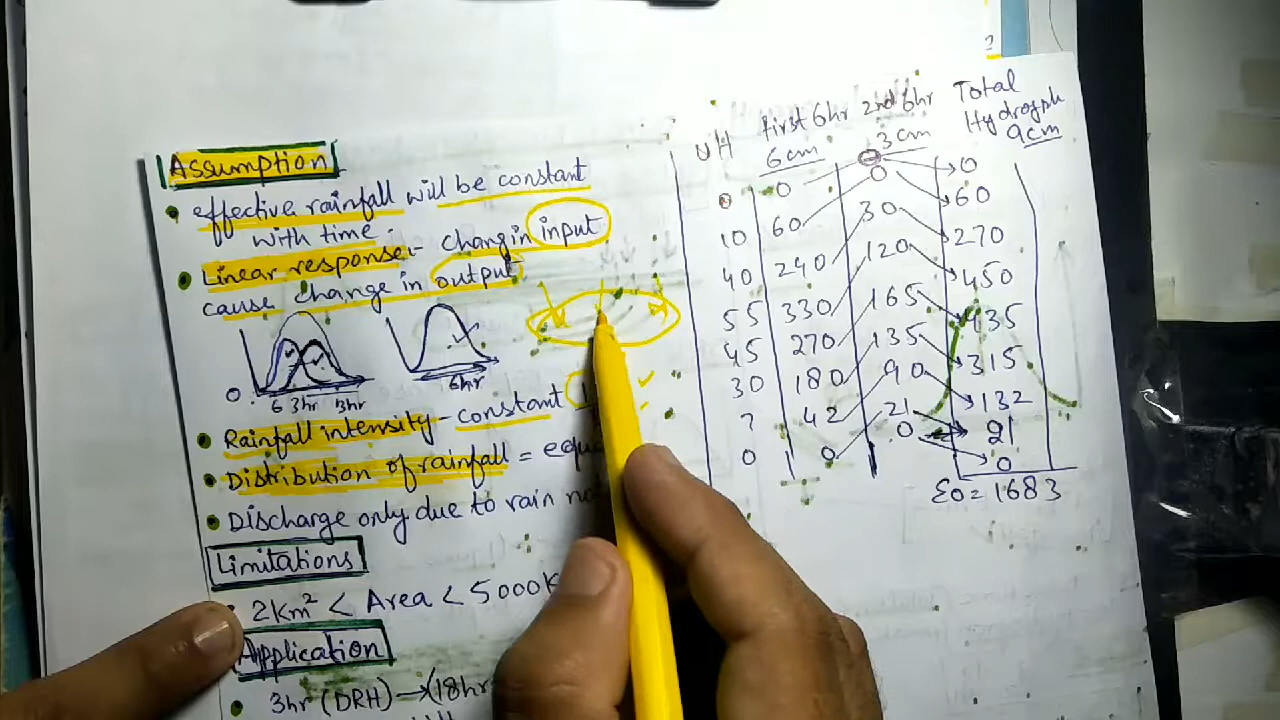 Assumption
• effective rainfall will be constant
with time.
• Linear response - chang in input
cause change in output
0
6 3hr 3hr
6hr
• Rainfall intensity - constant
• Distribution of rainfall =
• Discharge only due to rain
Limitations
• 2Km² < Area < 5000
Application
• 3hr (DRH) → (18hr
UH First 6hr 2nd 6hr Total
6cm 3cm Hydrogph
9cm
0 0 0 0
10 60 0 60
40 240 30 270
55 330 120 450
45 270 165 435
30 180 135 315
7 42 90 132
0 0 21 21
0 0
Σo = 1683